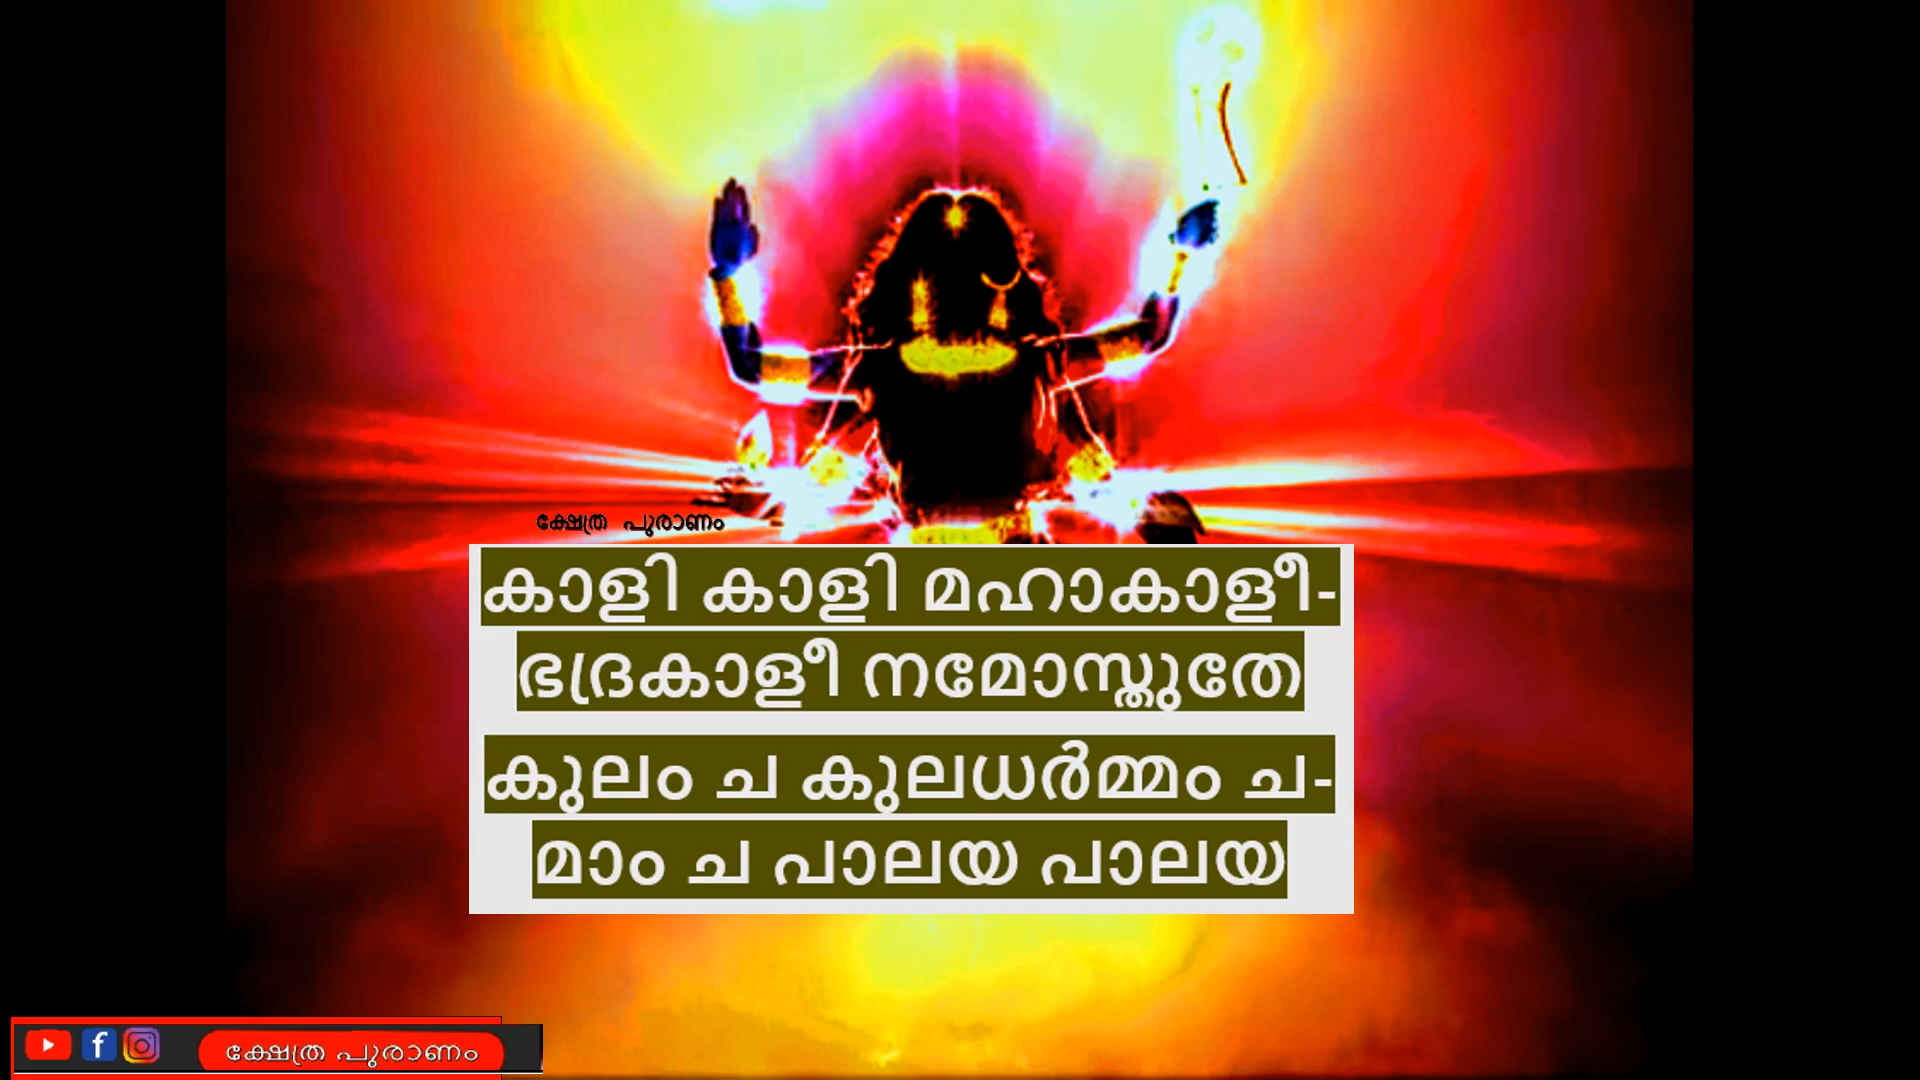 ക്ഷേത്ര പുരാണം
കാളി കാളി മഹാകാളീ-
ഭദ്രകാളീ നമോസ്തുതേ
കുലം ച കുലധർമ്മം ച-
മാം ച പാലയ പാലയ
ക്ഷേത്ര പുരാണം